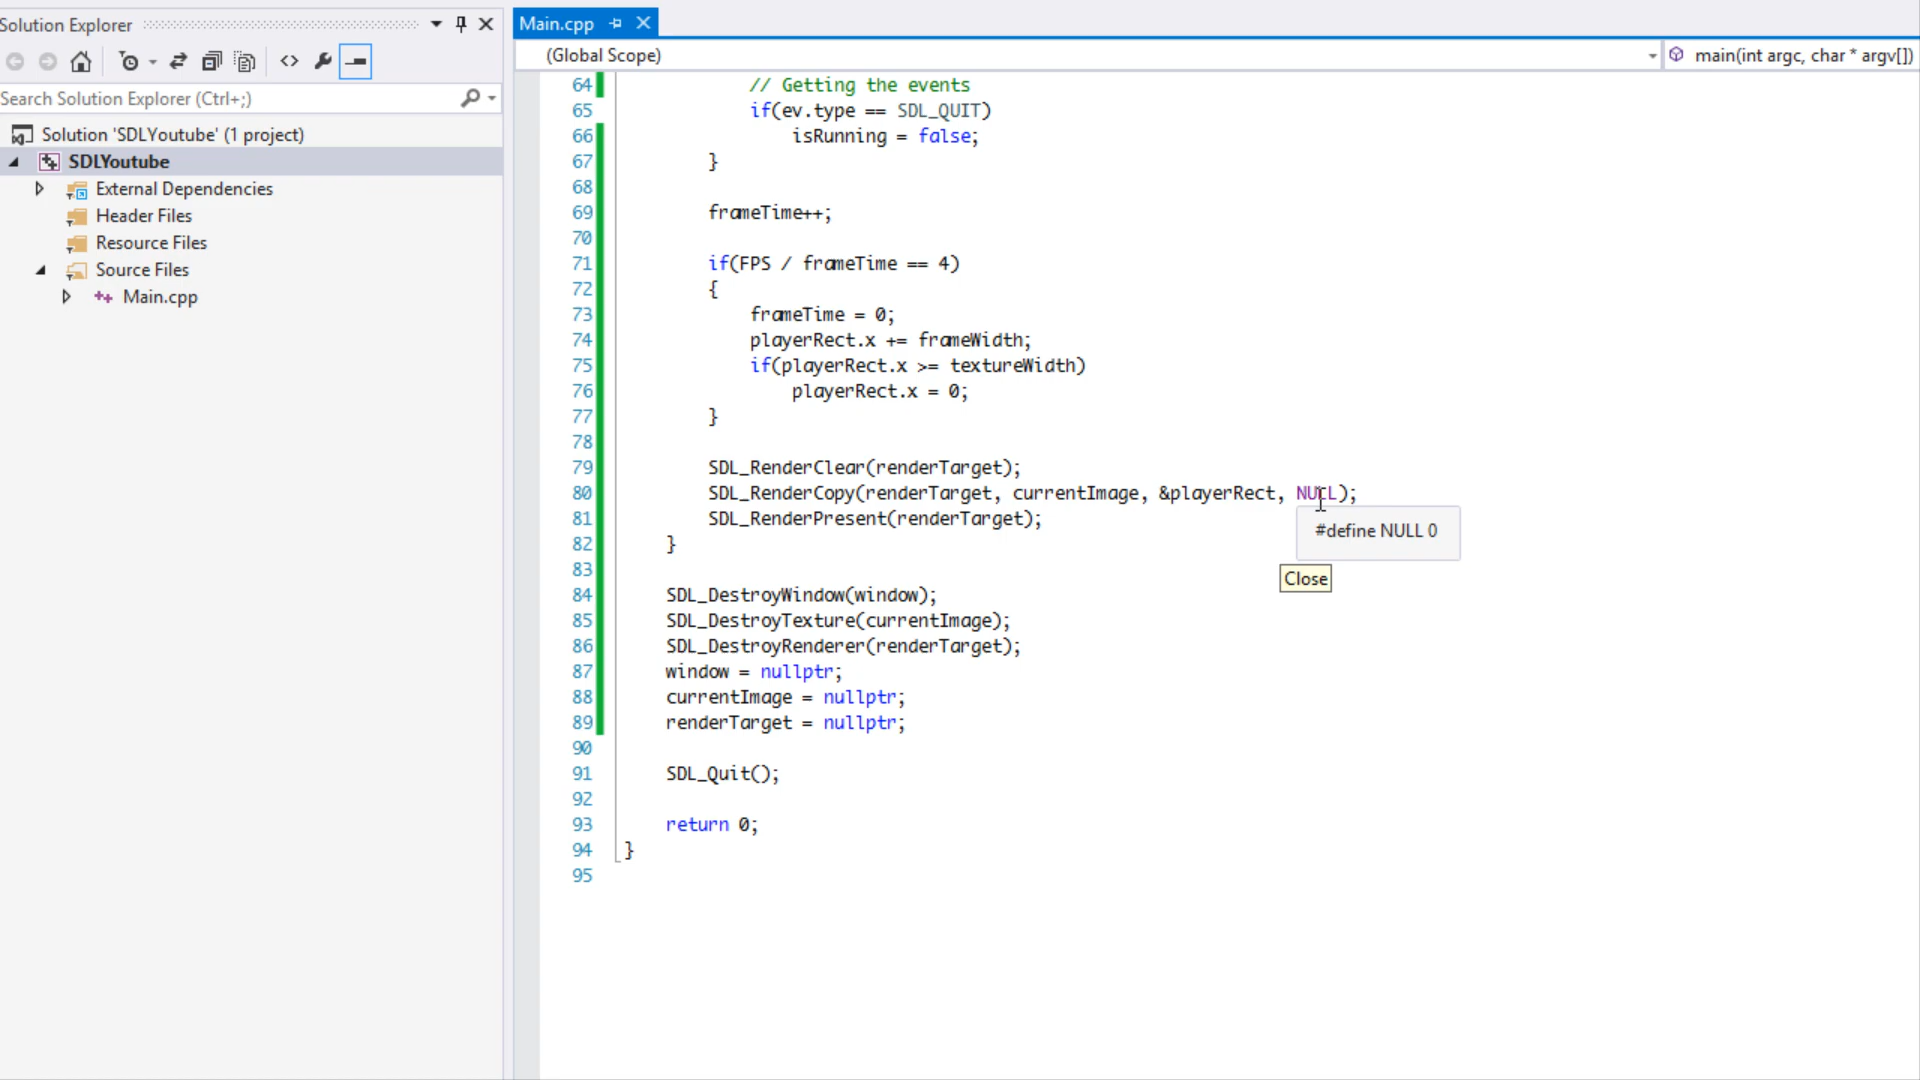 Solution Explorer
Search Solution Explorer (Ctrl+;)
Solution 'SDLYoutube' (1 project)
SDLYoutube
External Dependencies
Header Files
Resource Files
Source Files
Main.cpp
Main.cpp
(Global Scope)
main(int argc, char * argv[])
64 // Getting the events
65 if(ev.type == SDL_QUIT)
66 isRunning = false;
67 }
68
69 frameTime++;
70
71 if(FPS / frameTime == 4)
72 {
73 frameTime = 0;
74 playerRect.x += frameWidth;
75 if(playerRect.x >= textureWidth)
76 playerRect.x = 0;
77 }
78
79 SDL_RenderClear(renderTarget);
80 SDL_RenderCopy(renderTarget, currentImage, &playerRect, NULL);
81 SDL_RenderPresent(renderTarget);
#define NULL 0
82 }
83
Close
84 SDL_DestroyWindow(window);
85 SDL_DestroyTexture(currentImage);
86 SDL_DestroyRenderer(renderTarget);
87 window = nullptr;
88 currentImage = nullptr;
89 renderTarget = nullptr;
90
91 SDL_Quit();
92
93 return 0;
94 }
95